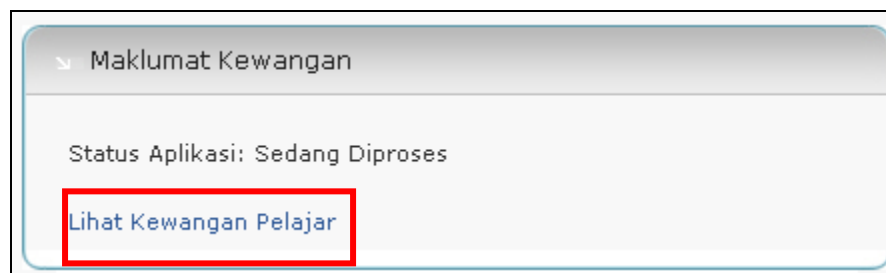 Maklumat Kewangan
Status Aplikasi: Sedang Diproses
Lihat Kewangan Pelajar